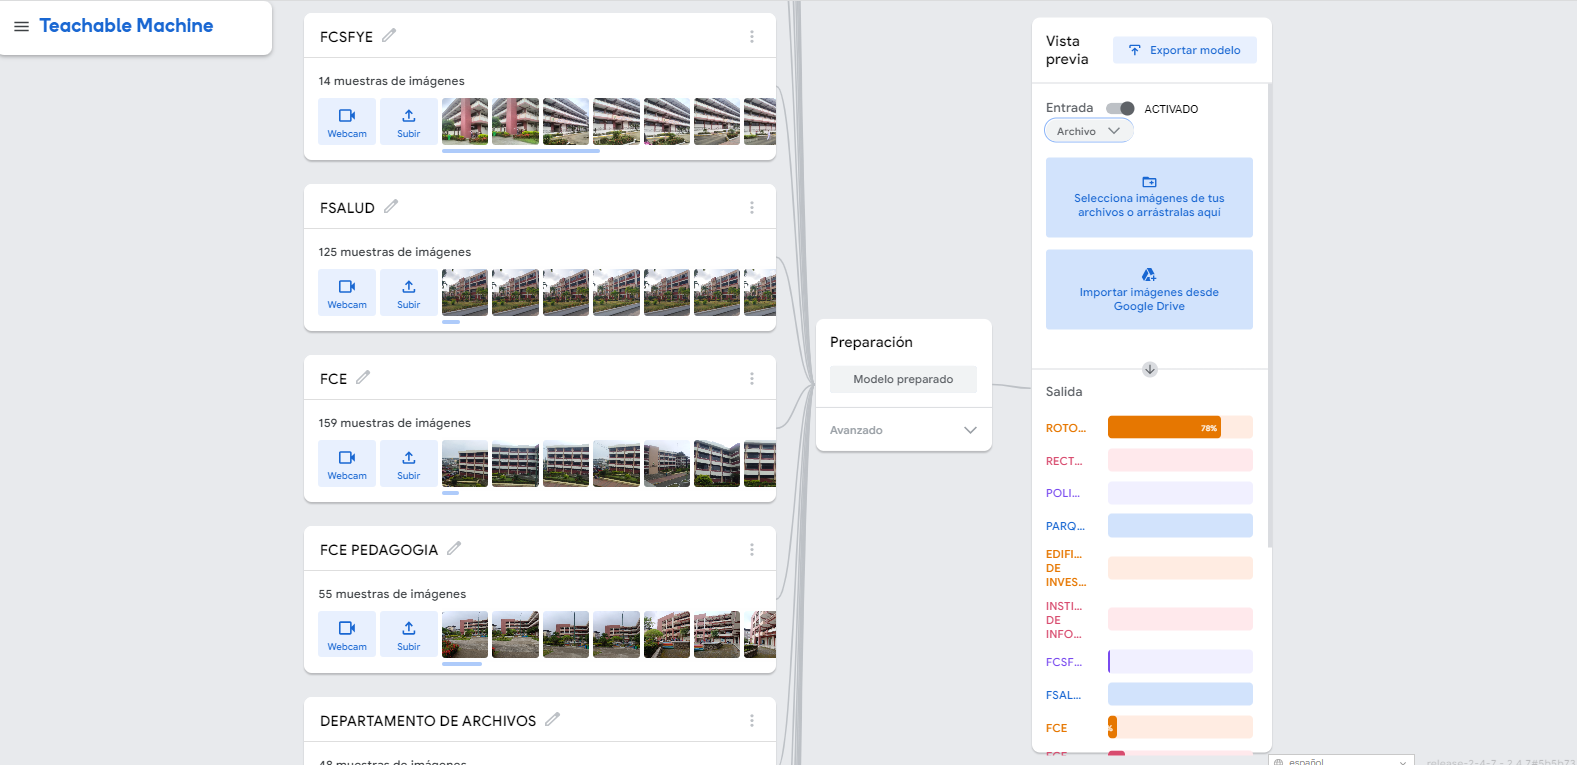 Teachable Machine
FCSFYE
14 muestras de imágenes
Webcam
Subir
FSALUD
125 muestras de imágenes
Webcam
Subir
FCE
159 muestras de imágenes
Webcam
Subir
FCE PEDAGOGIA
55 muestras de imágenes
Webcam
Subir
DEPARTAMENTO DE ARCHIVOS
48 muestras de imágenes
Preparación
Modelo preparado
Avanzado
Vista
previa
Exportar modelo
Entrada
ACTIVADO
Archivo
Selecciona imágenes de tus
archivos o arrástralas aquí
Importar imágenes desde
Google Drive
Salida
ROTO...
78%
RECT...
POLI...
PARQ...
EDIFI...
DE
INVES...
INSTI...
DE
INFO...
FCSF...
FSAL...
FCE
%
FCE
español